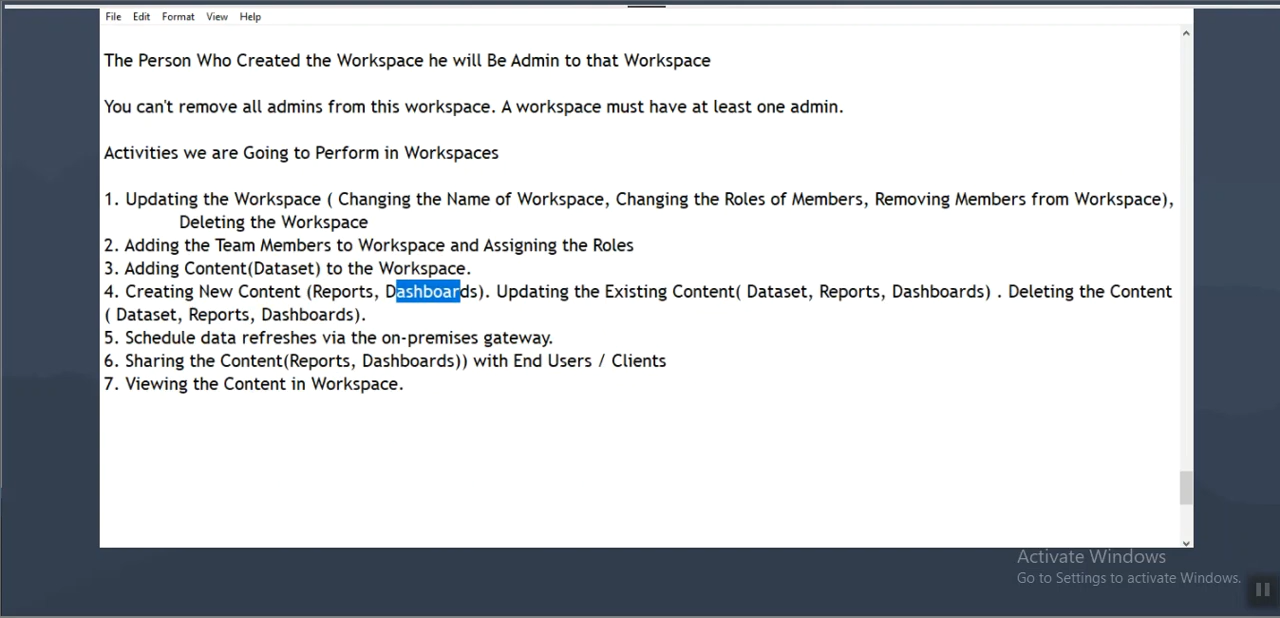 File Edit Format View Help
The Person Who Created the Workspace he will Be Admin to that Workspace
You can't remove all admins from this workspace. A workspace must have at least one admin.
Activities we are Going to Perform in Workspaces
1. Updating the Workspace ( Changing the Name of Workspace, Changing the Roles of Members, Removing Members from Workspace),
Deleting the Workspace
2. Adding the Team Members to Workspace and Assigning the Roles
3. Adding Content(Dataset) to the Workspace.
4. Creating New Content (Reports, Dashboards). Updating the Existing Content( Dataset, Reports, Dashboards) . Deleting the Content
( Dataset, Reports, Dashboards).
5. Schedule data refreshes via the on-premises gateway.
6. Sharing the Content(Reports, Dashboards)) with End Users / Clients
7. Viewing the Content in Workspace.
Activate Windows
Go to Settings to activate Windows.